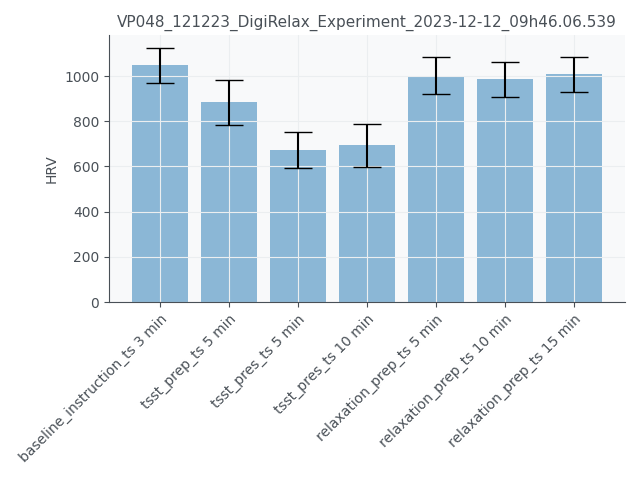 VP048_121223_DigiRelax_Experiment_2023-12-12_09h46.06.539
HRV
1000
800
600
400
200
0
baseline_instruction_ts 3 min
tsst_prep_ts 5 min
tsst_pres_ts 5 min
tsst_pres_ts 10 min
relaxation_prep_ts 5 min
relaxation_prep_ts 10 min
relaxation_prep_ts 15 min